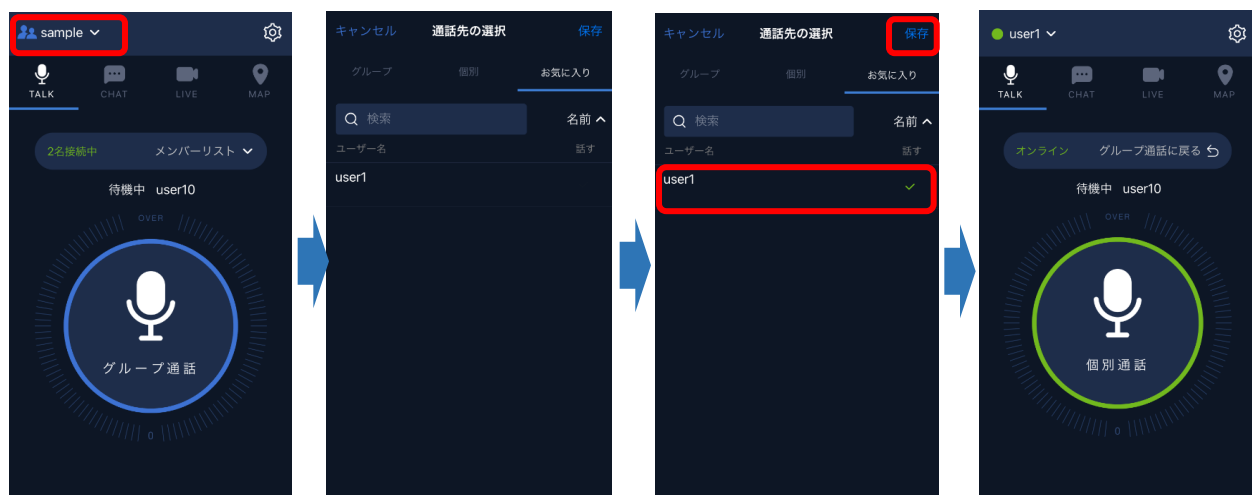 sample
TALK CHAT LIVE MAP
2名接続中 メンバーリスト
待機中 user10
OVER
グループ通話
0
キャンセル 通話先の選択 保存
グループ 個別 お気に入り
検索 名前
ユーザー名 話す
user1
キャンセル 通話先の選択 保存
グループ 個別 お気に入り
検索 名前
ユーザー名 話す
user1
user1
TALK CHAT LIVE MAP
オンライン グループ通話に戻る
待機中 user10
OVER
個別通話
0